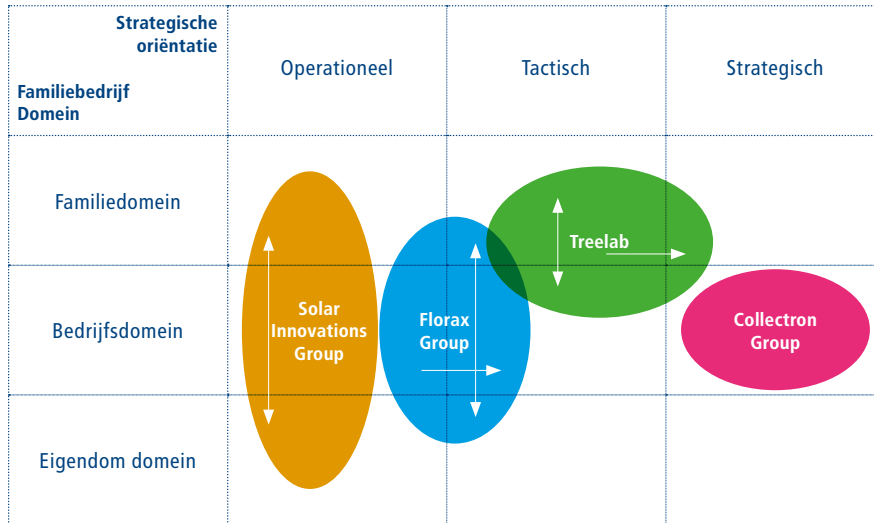 Strategische
oriëntatie
Familiebedrijf
Domein
Operationeel
Tactisch
Strategisch
Familiedomein
Bedrijfsdomein
Eigendom domein
Solar
Innovations
Group
Florax
Group
Treelab
Collectron
Group